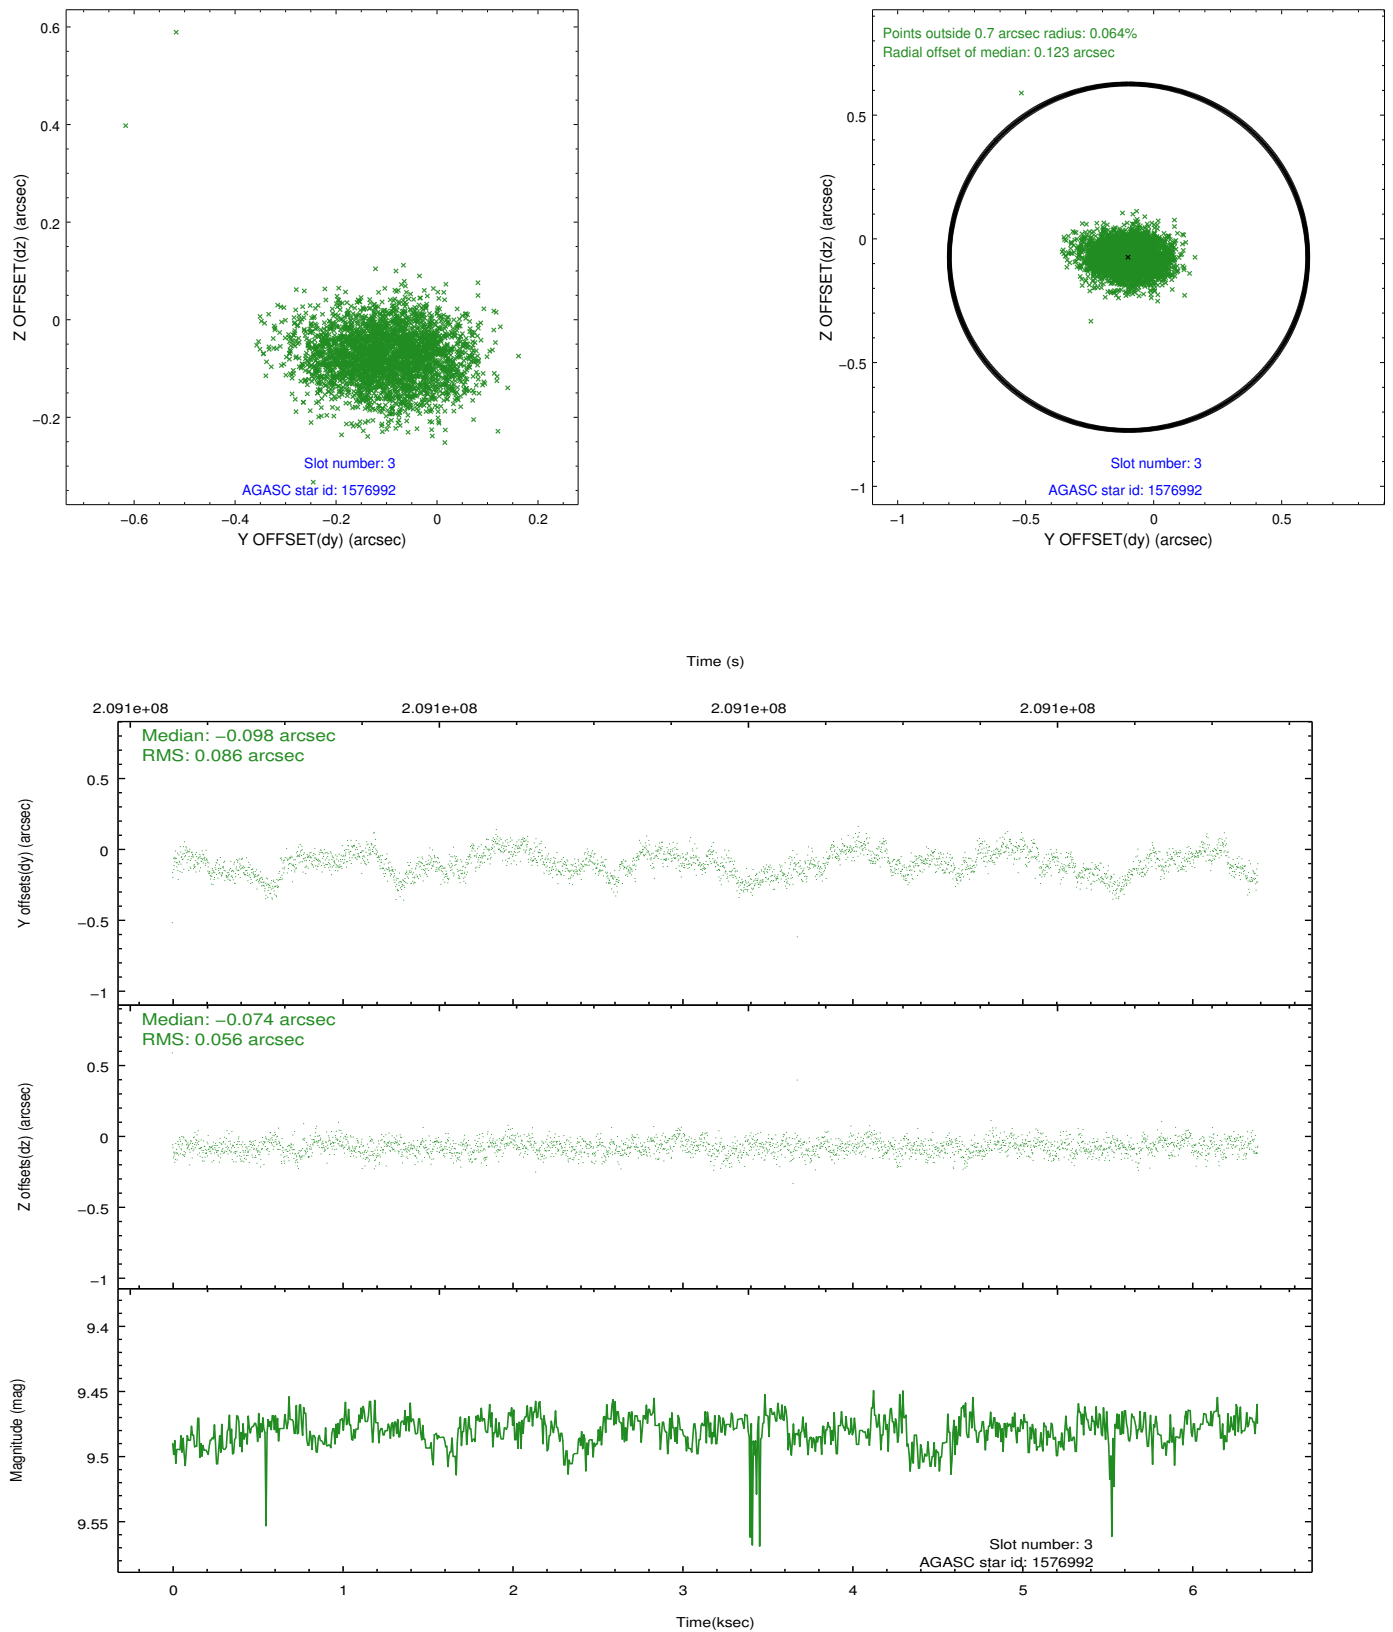 0.6
0.4
0.2
0
−0.2
Z OFFSET(dz) (arcsec)
Slot number: 3
AGASC star id: 1576992
−0.6 −0.4 −0.2 0 0.2
Y OFFSET(dy) (arcsec)
Points outside 0.7 arcsec radius: 0.064%
Radial offset of median: 0.123 arcsec
0.5
0
−0.5
−1
Z OFFSET(dz) (arcsec)
Slot number: 3
AGASC star id: 1576992
−1 −0.5 0 0.5
Y OFFSET(dy) (arcsec)
Time (s)
2.091e+08 2.091e+08 2.091e+08 2.091e+08
Median: −0.098 arcsec
RMS: 0.086 arcsec
0.5
0
−0.5
−1
Y offsets(dy) (arcsec)
Median: −0.074 arcsec
RMS: 0.056 arcsec
0.5
0
−0.5
−1
Z offsets(dz) (arcsec)
9.4
9.45
9.5
9.55
Magnitude (mag)
Slot number: 3
AGASC star id: 1576992
0 1 2 3 4 5 6
Time(ksec)